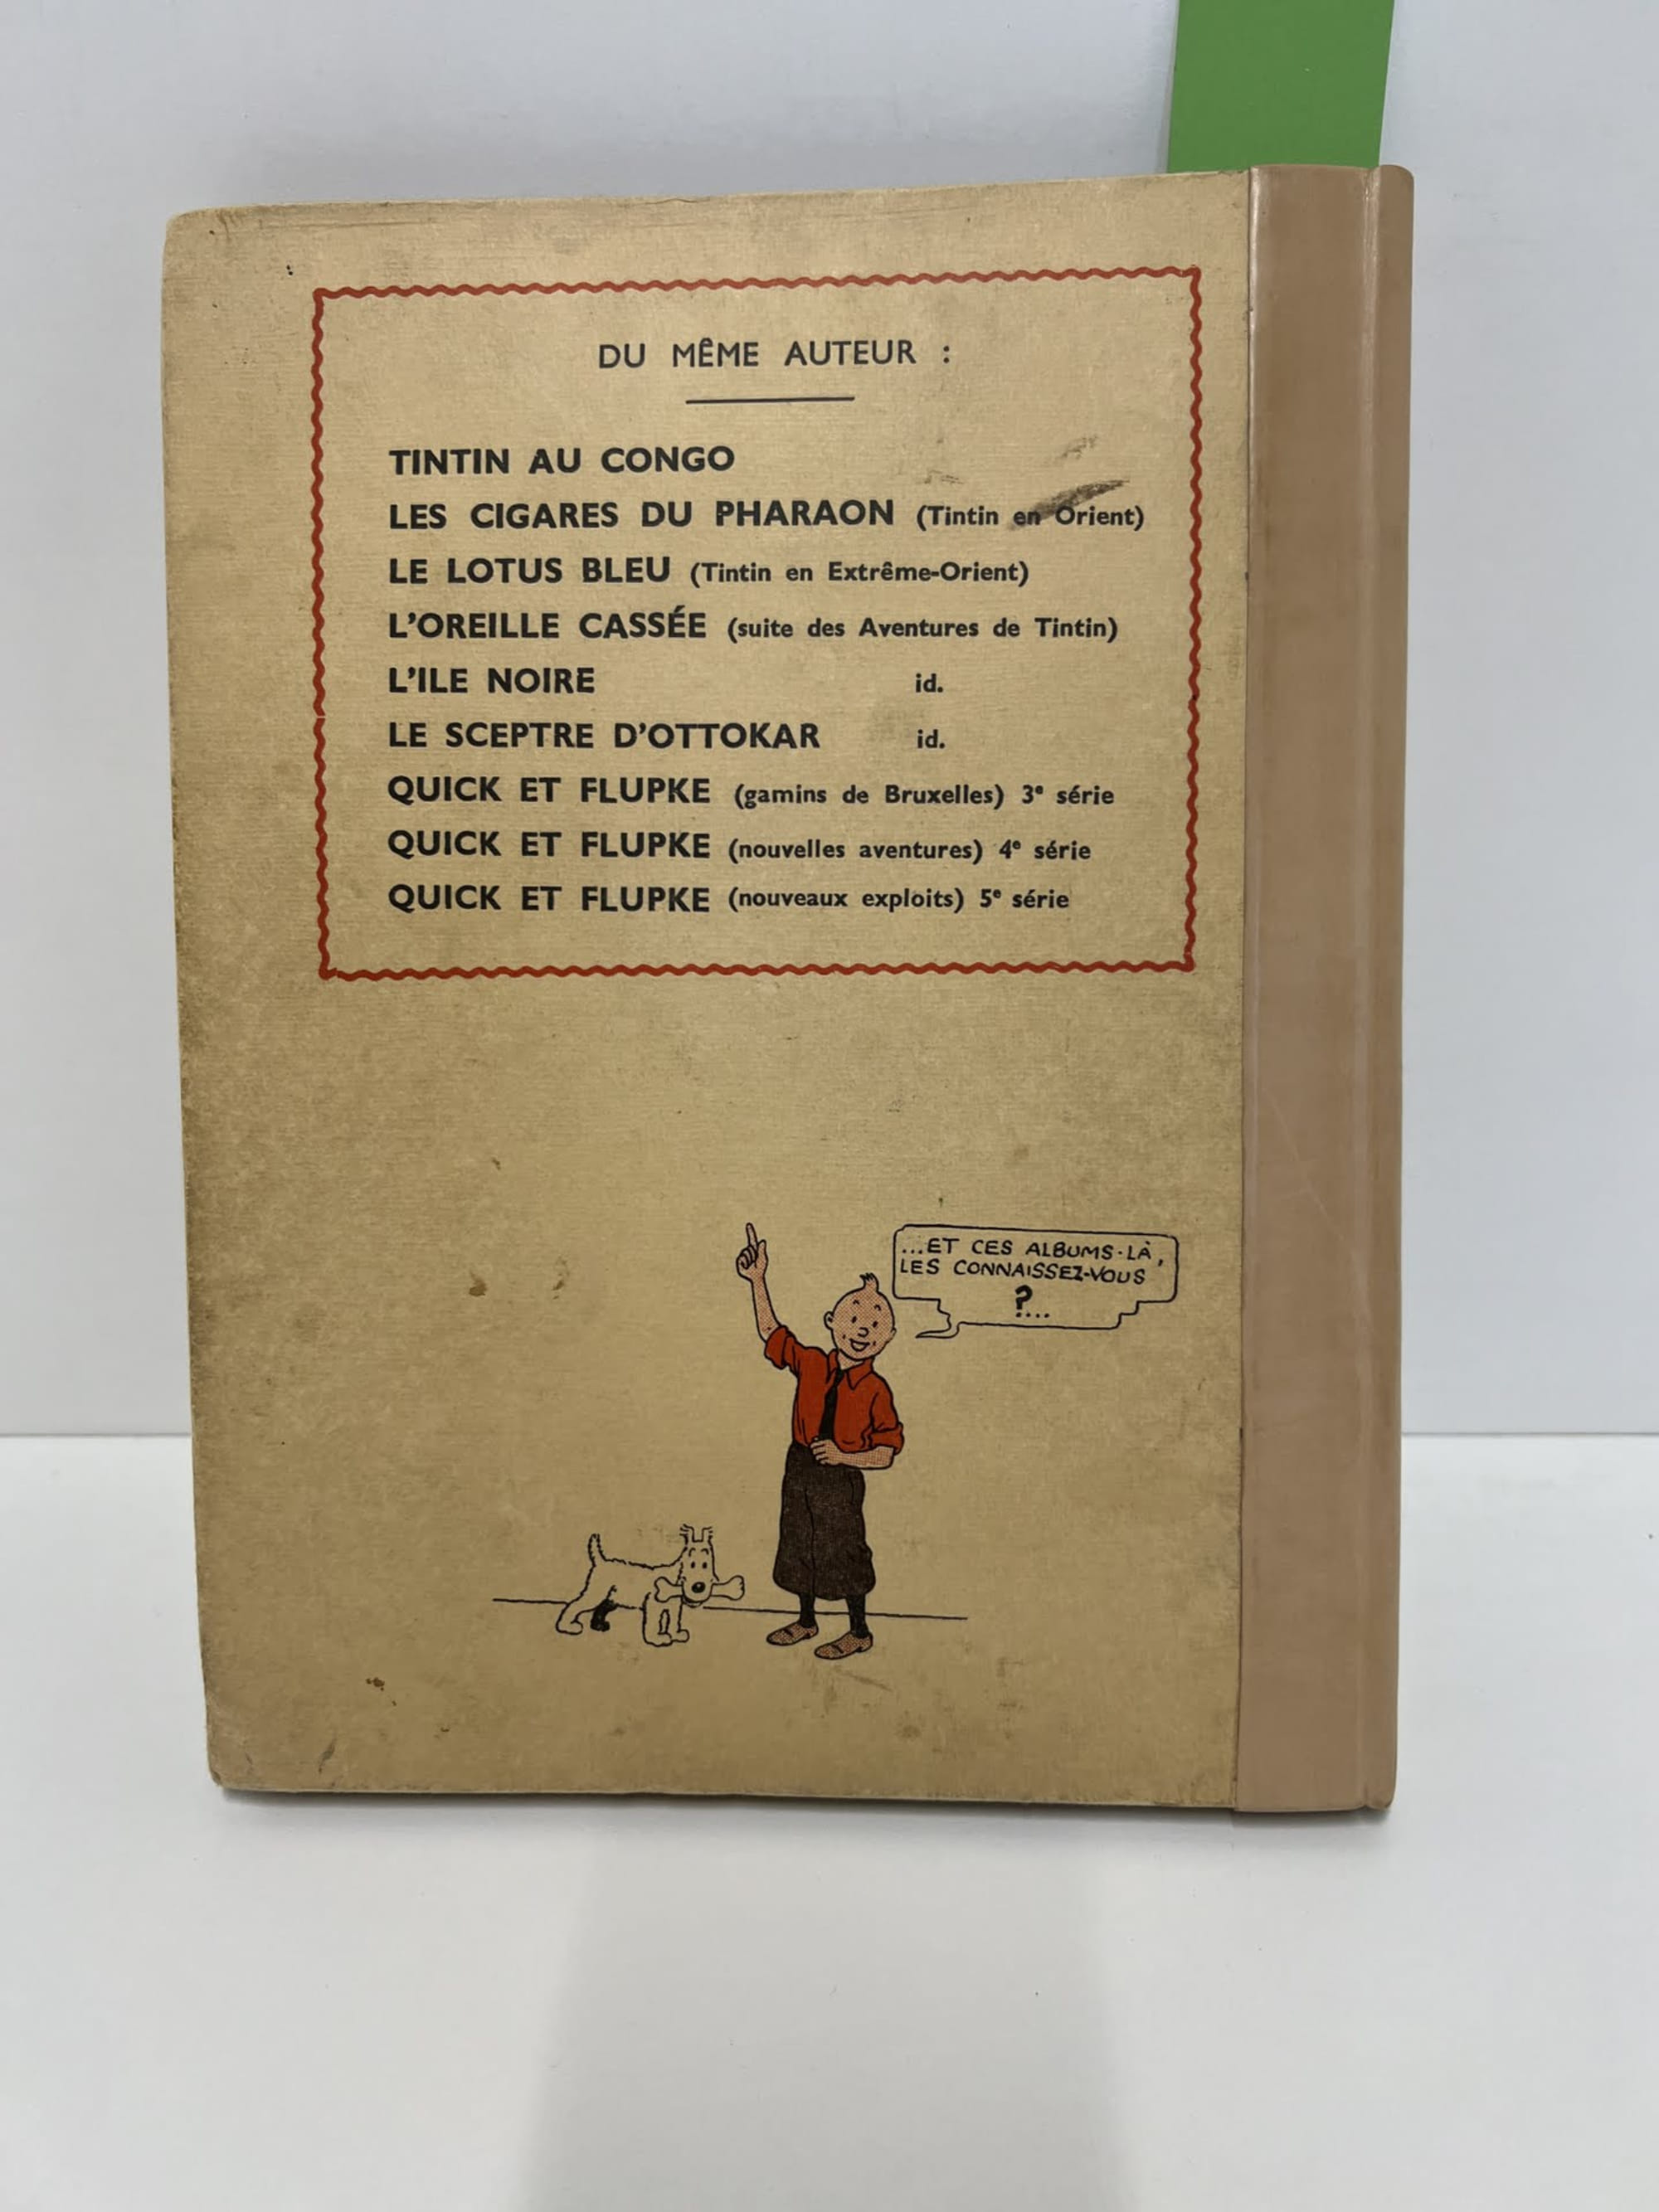 DU MÊME AUTEUR :
TINTIN AU CONGO
LES CIGARES DU PHARAON (Tintin en Orient)
LE LOTUS BLEU (Tintin en Extrême-Orient)
L'OREILLE CASSÉE (suite des Aventures de Tintin)
L'ILE NOIRE id.
LE SCEPTRE D'OTTOKAR id.
QUICK ET FLUPKE (gamins de Bruxelles) 3e série
QUICK ET FLUPKE (nouvelles aventures) 4e série
QUICK ET FLUPKE (nouveaux exploits) 5e série
...ET CES ALBUMS-LÀ,
LES CONNAISSEZ-VOUS
?...